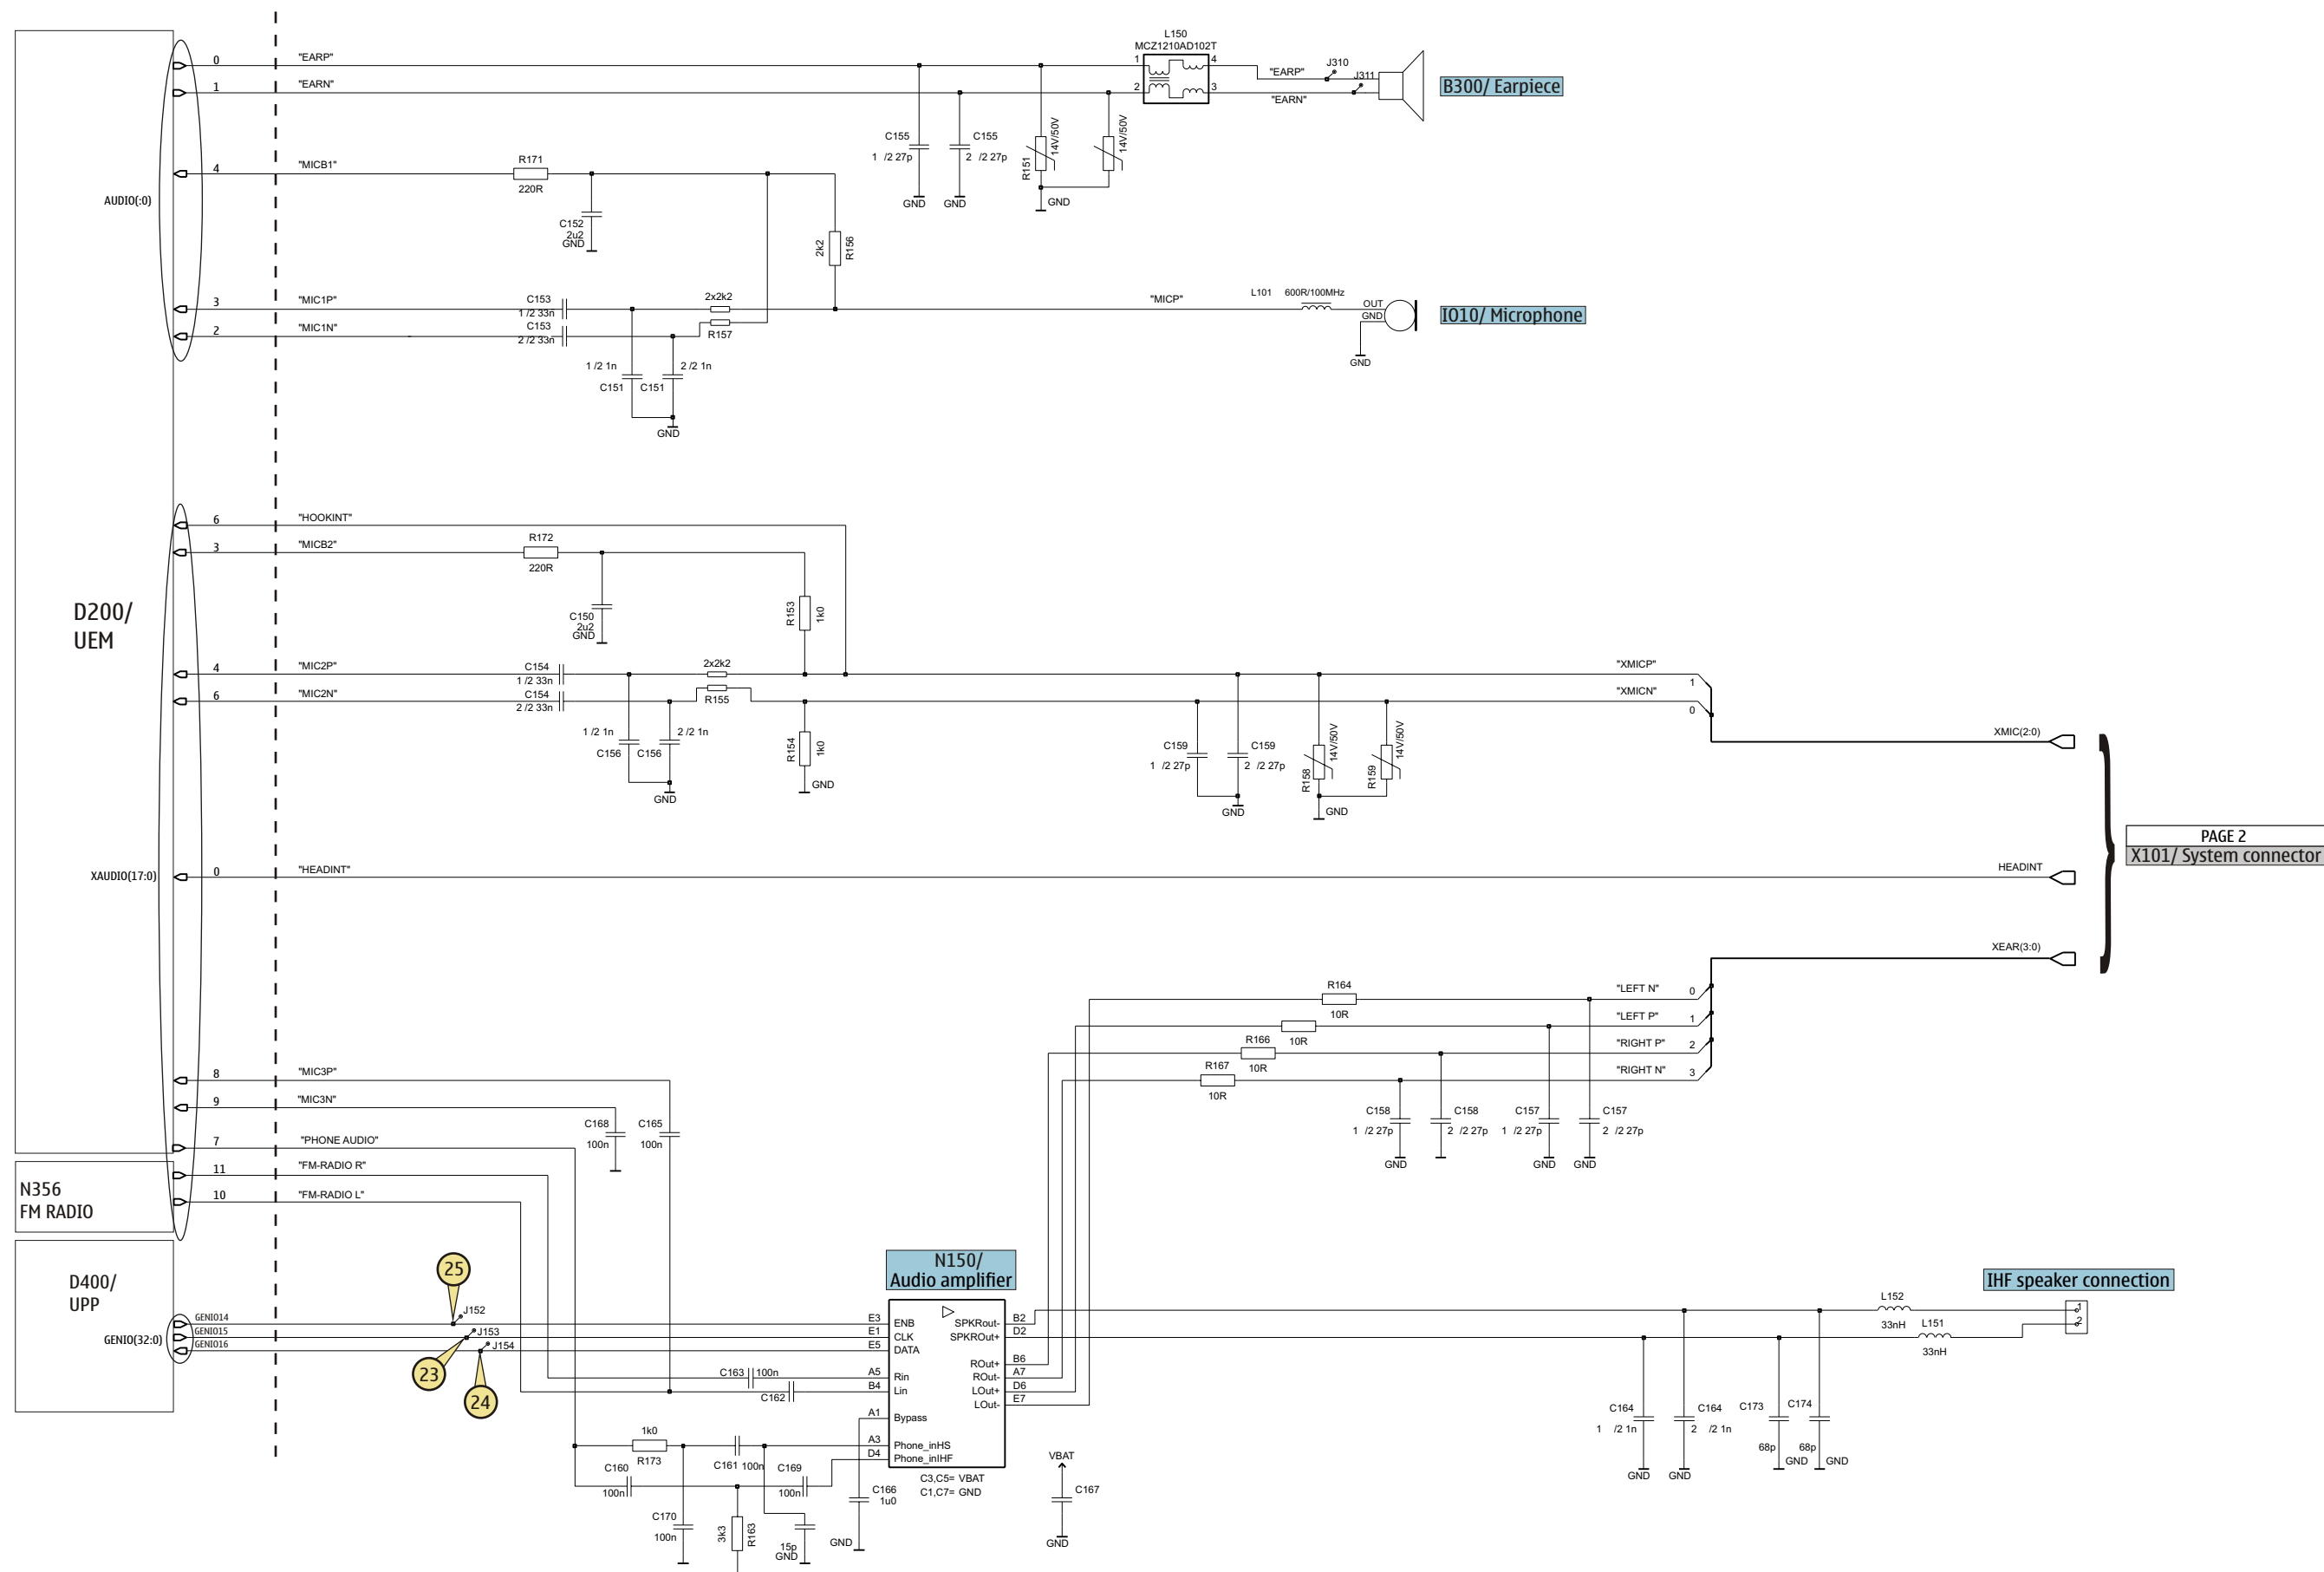 L150
MCZ1210AD102T
0
"EARP"
1
4
"EARP"
J310
J311
1
"EARN"
2
3
"EARN"
B300/ Earpiece
C155
1 /2 27p
GND
C155
2 /2 27p
GND
R151
14V/50V
14V/50V
GND
4
"MICB1"
R171
220R
AUDIO(:0)
C152
2u2
GND
2k2
R156
3
"MIC1P"
C153
1 /2 33n
2x2k2
"MICP"
L101
600R/100MHz
OUT
GND
IO10/ Microphone
2
"MIC1N"
C153
2 /2 33n
R157
GND
1 /2 1n
2 /2 1n
C151
C151
GND
6
"HOOKINT"
3
"MICB2"
R172
220R
D200/
UEM
C150
2u2
GND
R153
1k0
4
"MIC2P"
C154
1 /2 33n
2x2k2
"XMICP"
1
6
"MIC2N"
C154
2 /2 33n
R155
"XMICN"
0
1 /2 1n
2 /2 1n
C156
C156
GND
R154
1k0
GND
C159
1 /2 27p
C159
2 /2 27p
GND
R158
14V/50V
R159
14V/50V
GND
XMIC(2:0)
PAGE 2
X101/ System connector
XAUDIO(17:0)
0
"HEADINT"
HEADINT
XEAR(3:0)
R164
10R
"LEFT N"
0
10R
"LEFT P"
1
R166
10R
"RIGHT P"
2
R167
10R
"RIGHT N"
3
8
"MIC3P"
9
"MIC3N"
C168
100n
C165
100n
C158
1 /2 27p
GND
C158
2 /2 27p
C157
1 /2 27p
GND
C157
2 /2 27p
GND
7
"PHONE AUDIO"
11
"FM-RADIO R"
N356
FM RADIO
10
"FM-RADIO L"
N150/
Audio amplifier
IHF speaker connection
D400/
UPP
25
GENIO14
J152
GENIO(32:0)
GENIO15
J153
GENIO16
J154
23
24
E3
ENB
SPKRout-
B2
E1
CLK
SPKROut+
D2
E5
DATA
ROut+
B6
C163
100n
A5
Rin
ROut-
A7
C162
B4
Lin
LOut+
D6
LOut-
E7
A1
Bypass
A3
Phone_inHS
D4
Phone_inIHF
C3,C5= VBAT
C1,C7= GND
L152
33nH
L151
33nH
1
2
C164
1 /2 1n
GND
C164
2 /2 1n
GND
C173
68p
GND
C174
68p
GND
1k0
R173
C161 100n
C160
100n
C169
100n
C166
1u0
GND
VBAT
C167
GND
C170
100n
3k3
R163
15p
GND